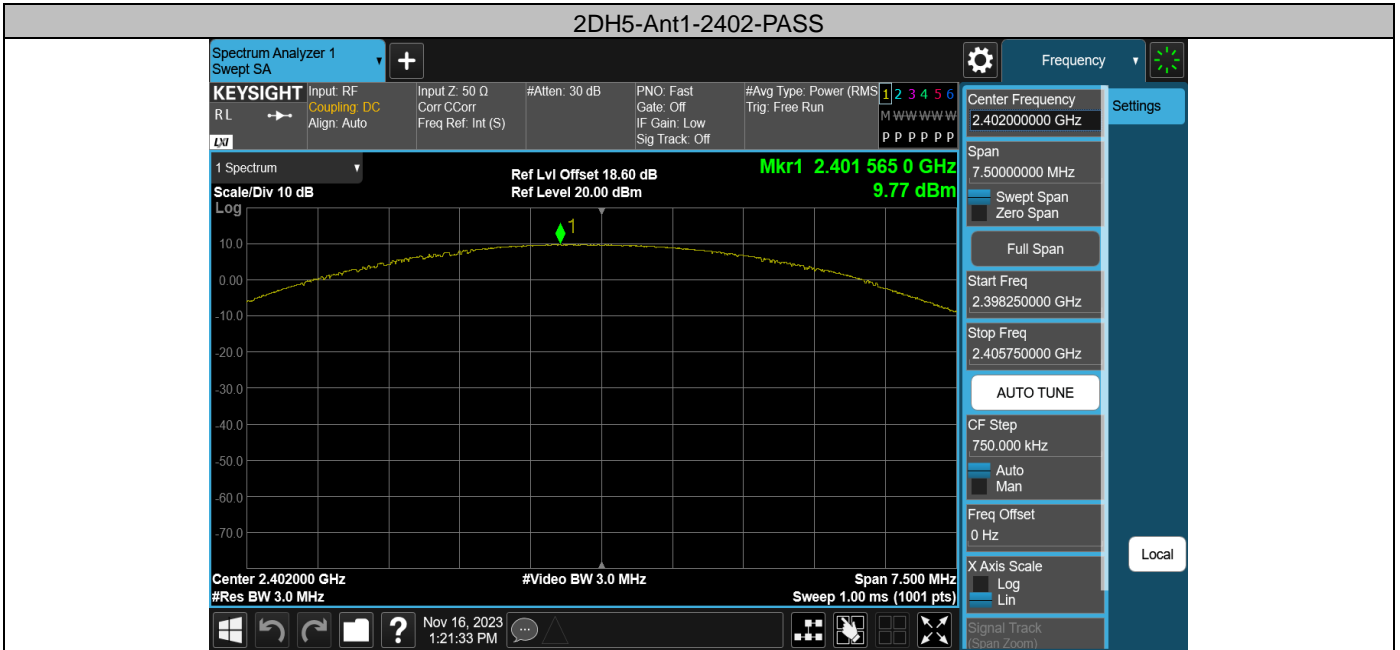 2DH5-Ant1-2402-PASS
Spectrum Analyzer 1
Swept SA
Frequency
KEYSIGHT
R L
LXI
Input: RF
Coupling: DC
Align: Auto
Input Z: 50 Ω
Corr CCorr
Freq Ref: Int (S)
#Atten: 30 dB
PNO: Fast
Gate: Off
IF Gain: Low
Sig Track: Off
#Avg Type: Power (RMS
Trig: Free Run
1 2 3 4 5 6
M W W W W W
P P P P P P
1 Spectrum
Scale/Div 10 dB
Log
Ref Lvl Offset 18.60 dB
Ref Level 20.00 dBm
Mkr1 2.401 565 0 GHz
9.77 dBm
1
10.0
0.00
-10.0
-20.0
-30.0
-40.0
-50.0
-60.0
-70.0
Center 2.402000 GHz
#Video BW 3.0 MHz
Span 7.500 MHz
#Res BW 3.0 MHz
Sweep 1.00 ms (1001 pts)
Center Frequency
2.402000000 GHz
Settings
Span
7.50000000 MHz
Swept Span
Zero Span
Full Span
Start Freq
2.398250000 GHz
Stop Freq
2.405750000 GHz
AUTO TUNE
CF Step
750.000 kHz
Auto
Man
Freq Offset
0 Hz
Local
X Axis Scale
Log
Lin
Signal Track
(Span Zoom)
?
Nov 16, 2023
1:21:33 PM